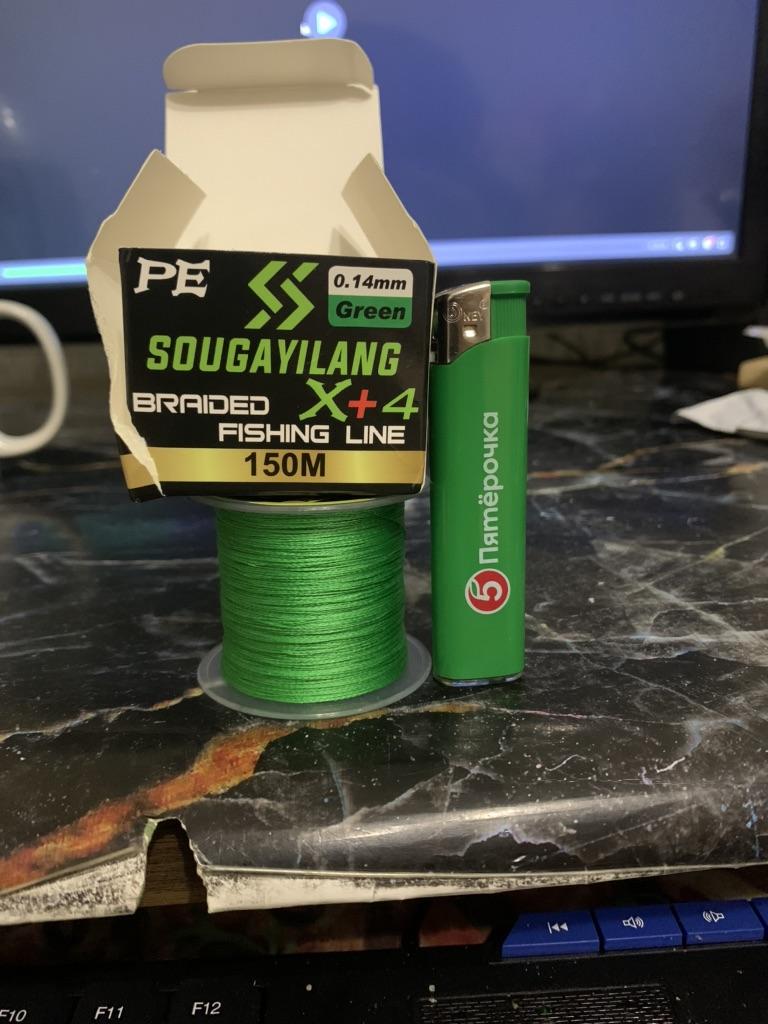 PE
0.14mm
Green
SOUGAYILANG
BRAIDED X+4
FISHING LINE
150M
5 Пятёрочка
F10
F11
F12